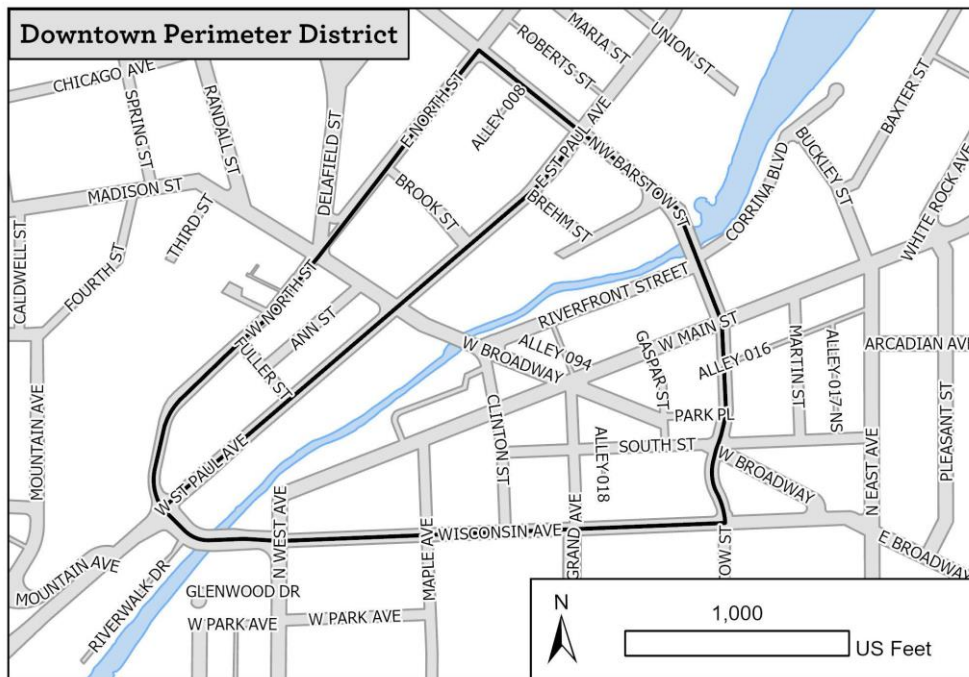 Downtown Perimeter District
MARIA ST
UNION ST
ROBERTS ST
CHICAGO AVE
SPRING ST
RANDALL ST
DELAFIELD ST
E NORTH ST
ALLEY 008
E ST PAUL AVE
NW BARSTOW ST
BAXTER ST
BUCKLEY ST
CORRINA BLVD
WHITE ROCK AVE
MADISON ST
THIRD ST
BROOK ST
BREHM ST
CALDWELL ST
FOURTH ST
W NORTH ST
ANN ST
FULLER ST
RIVERFRONT STREET
W MAIN ST
W BROADWAY
ALLEY 094
GASPAR ST
ALLEY 016
MARTIN ST
ALLEY 017-NS
ARCADIAN AVE
PARK PL
CLINTON ST
SOUTH ST
ALLEY 018
W BROADWAY
MOUNTAIN AVE
PLEASANT ST
N EAST AVE
W ST PAUL AVE
N WEST AVE
MAPLE AVE
WISCONSIN AVE
GRAND AVE
OW ST
E BROADWAY
MOUNTAIN AVE
RIVERWALK DR
GLENWOOD DR
W PARK AVE
W PARK AVE
N
1,000
US Feet